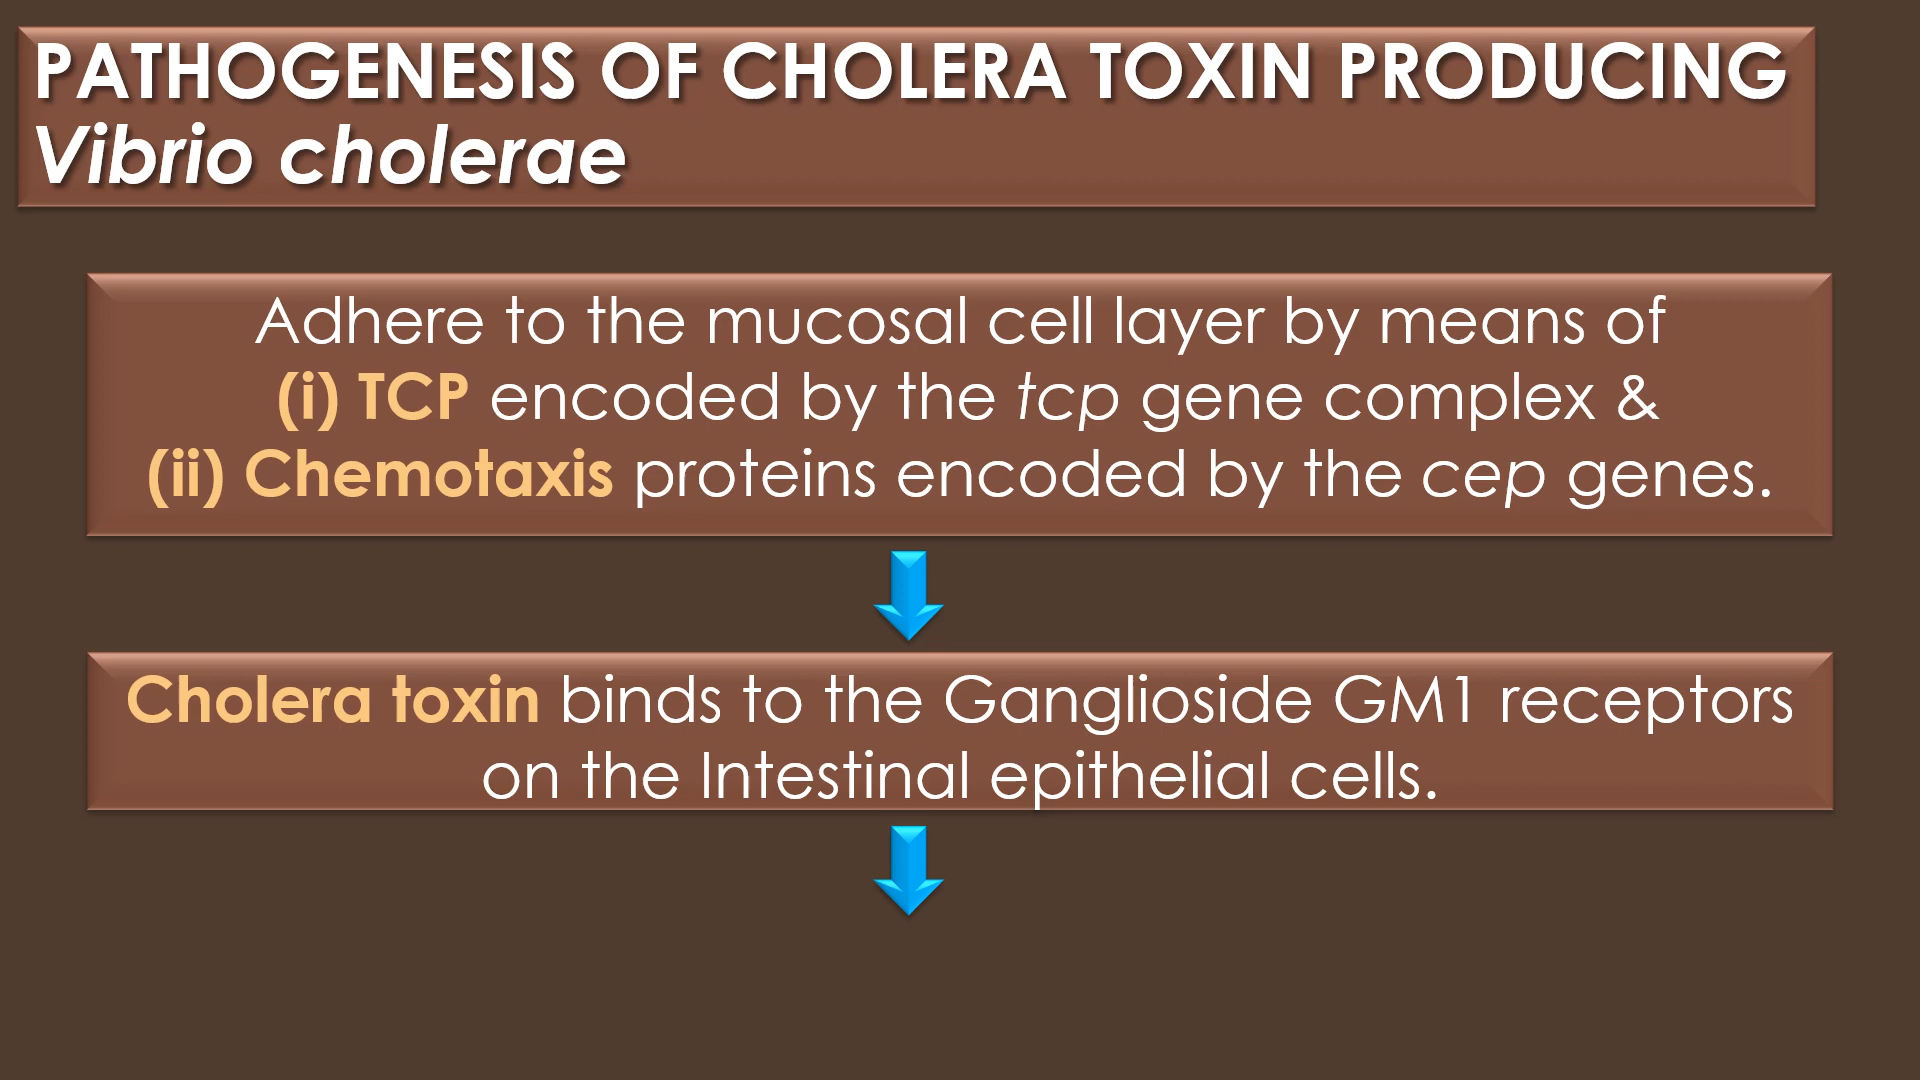 PATHOGENESIS OF CHOLERA TOXIN PRODUCING
Vibrio cholerae
Adhere to the mucosal cell layer by means of
(i) TCP encoded by the tcp gene complex &
(ii) Chemotaxis proteins encoded by the cep genes.
Cholera toxin binds to the Ganglioside GM1 receptors
on the Intestinal epithelial cells.